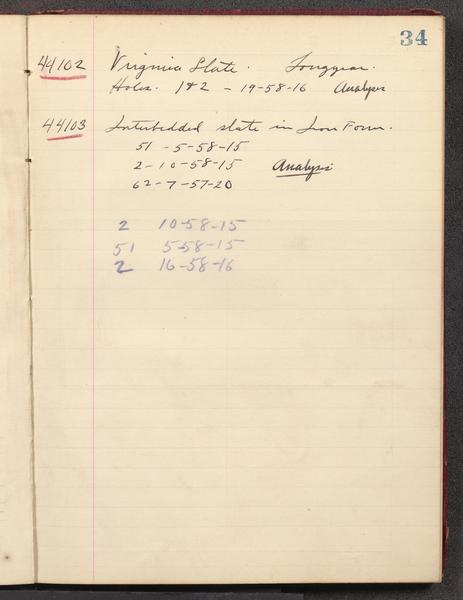 34
44102 Virginia Slate. Longyear.
Holes. 1 & 2 - 19-58-16 Analysis
44103 Interbedded slate in Iron Form.
51 - 5-58-15
2 - 10-58-15 Analysis
62-7-57-20
2 10-58-15
51 5-58-15
2 16-58-16